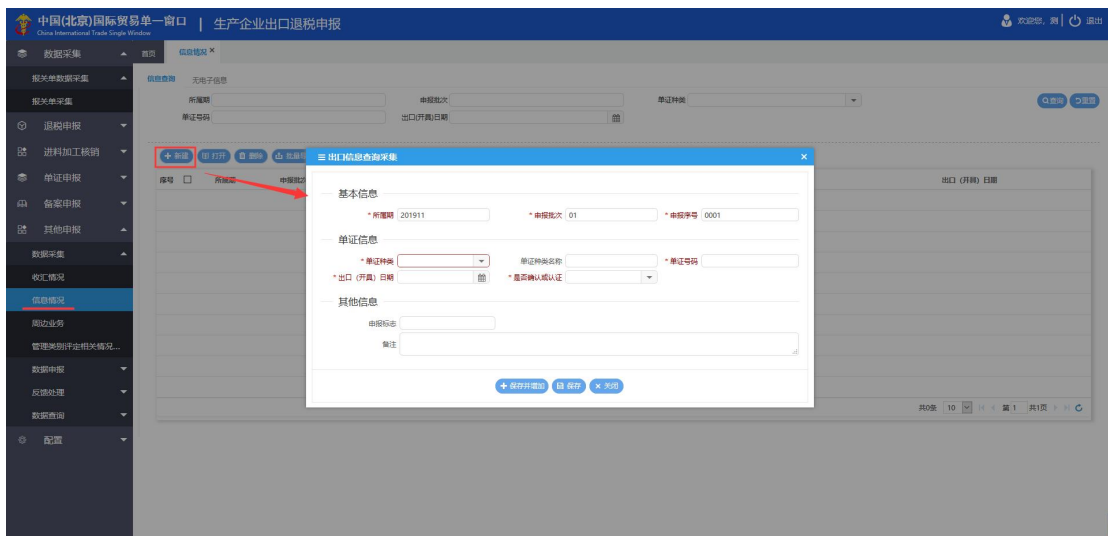 中国(北京)国际贸易单一窗口 | 生产企业出口退税申报
China International Trade Single Window
欢迎您, 测 | 退出
数据采集
首页 信息情况 ×
报关单数据采集
信息查询 无电子信息
报关单采集
所属期 申报批次 单证种类 查询 重置
退税申报
单证号码 出口(开具)日期
进料加工核销
+ 新建 打开 删除
出口信息查询采集 ×
单证申报
序号 所属期 申报批次 出口 (开具) 日期
基本信息
备案申报
* 所属期 201911 * 申报批次 01 * 申报序号 0001
其他申报
单证信息
数据采集
* 单证种类 单证种类名称 * 单证号码
收汇情况
* 出口 (开具) 日期 * 是否确认或认证
信息情况
其他信息
周边业务
申报标志
管理类别评定相关情况...
备注
数据申报
反馈处理
+ 保存并增加 保存 × 关闭
数据查询
共0条 10 第 1 共1页
配置